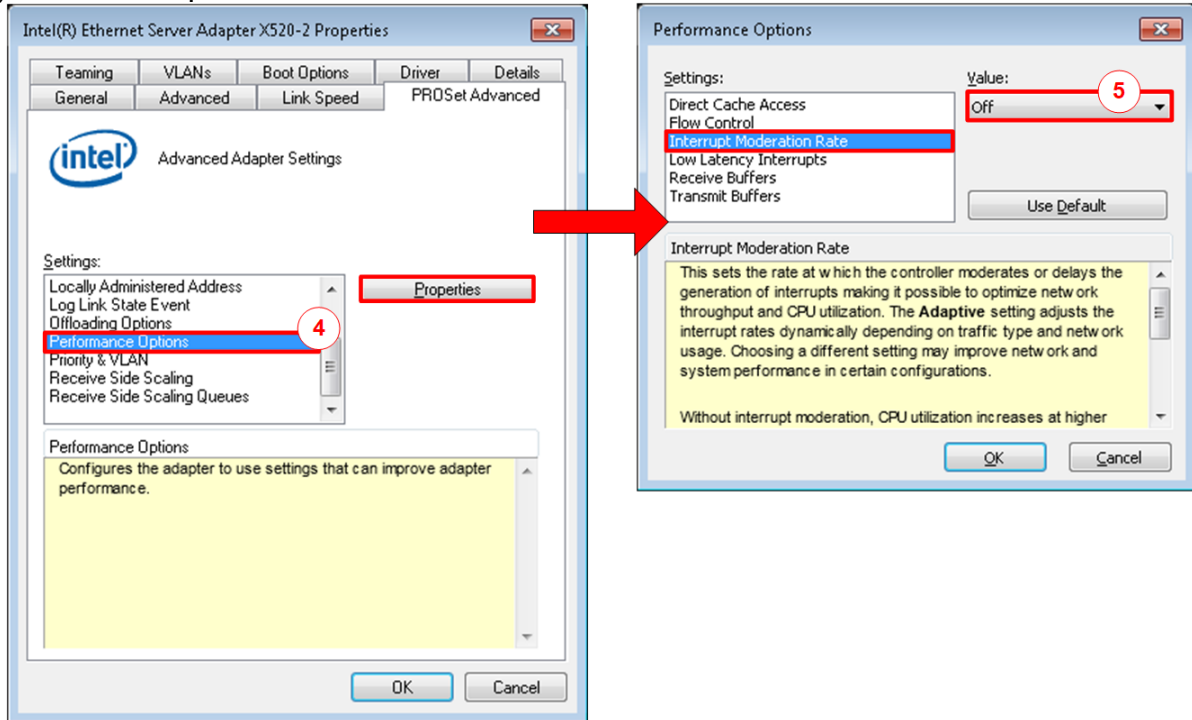 Intel(R) Ethernet Server Adapter X520-2 Properties
Teaming
VLANs
Boot Options
Driver
Details
General
Advanced
Link Speed
PROSet Advanced
intel
Advanced Adapter Settings
Settings:
Locally Administered Address
Log Link State Event
Offloading Options
Performance Options
4
Priority & VLAN
Receive Side Scaling
Receive Side Scaling Queues
Properties
Performance Options
Configures the adapter to use settings that can improve adapter
performance.
OK
Cancel
Performance Options
Settings:
Direct Cache Access
Flow Control
Interrupt Moderation Rate
Low Latency Interrupts
Receive Buffers
Transmit Buffers
Value:
5
Off
Use Default
Interrupt Moderation Rate
This sets the rate at which the controller moderates or delays the
generation of interrupts making it possible to optimize network
throughput and CPU utilization. The Adaptive setting adjusts the
interrupt rates dynamically depending on traffic type and network
usage. Choosing a different setting may improve network and
system performance in certain configurations.
Without interrupt moderation, CPU utilization increases at higher
OK
Cancel